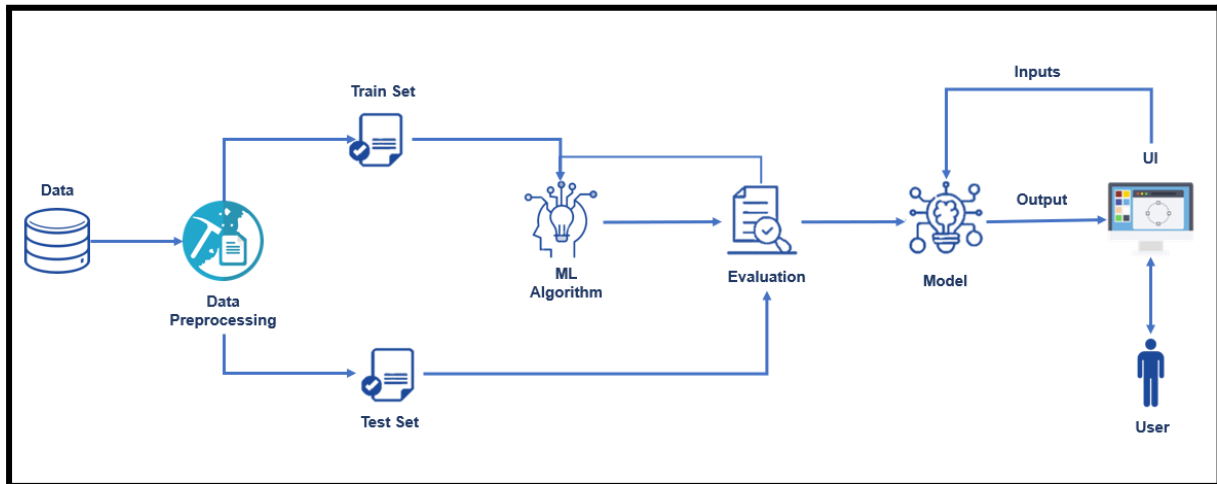 Inputs
Train Set
UI
Data
Output
ML
Algorithm
Evaluation
Model
Data
Preprocessing
Test Set
User